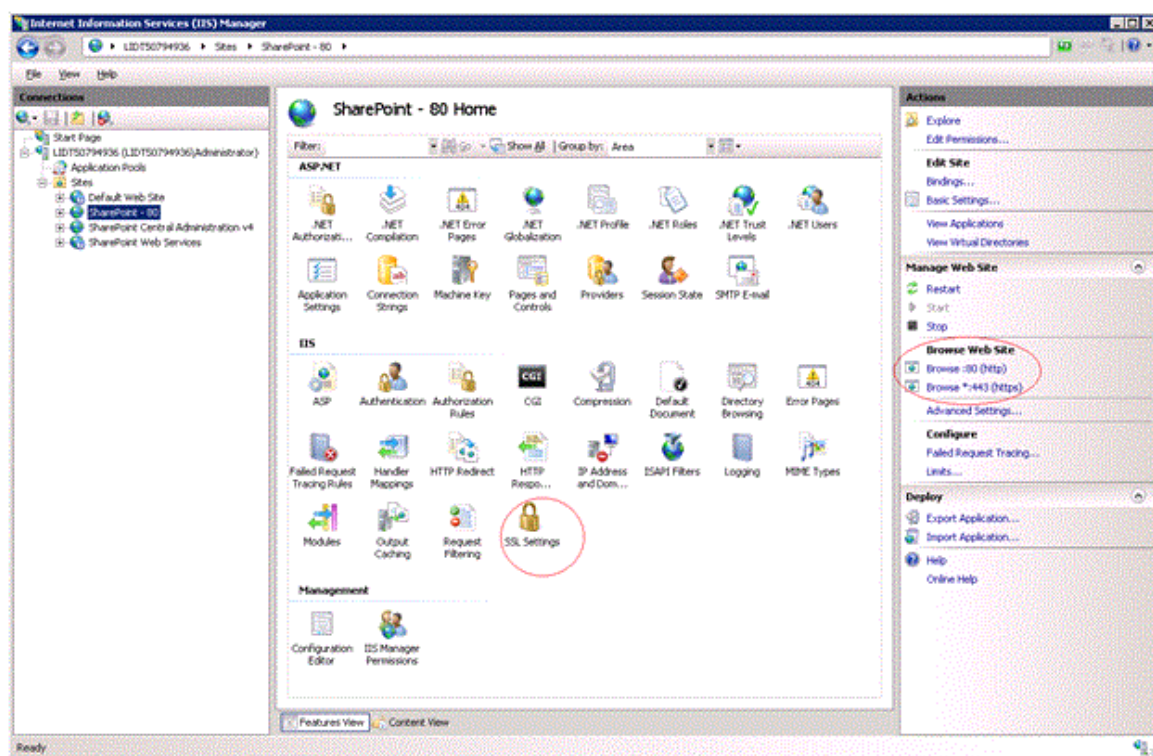 Internet Information Services (IIS) Manager
LIDT50794936 Sites SharePoint - 80
File View Help
Connections
Start Page
LIDT50794936 (LIDT50794936\Administrator)
Application Pools
Sites
Default Web Site
SharePoint - 80
SharePoint Central Administration v4
SharePoint Web Services
SharePoint - 80 Home
Filter: Go Show All Group by: Area
ASP.NET
.NET Authorizati... .NET Compilation .NET Error Pages .NET Globalization .NET Profile .NET Roles .NET Trust Levels .NET Users
Application Settings Connection Strings Machine Key Pages and Controls Providers Session State SMTP E-mail
IIS
ASP Authentication Authorization Rules CGI Compression Default Document Directory Browsing Error Pages
Failed Request Tracing Rules Handler Mappings HTTP Redirect HTTP Respo... IP Address and Dom... ISAPI Filters Logging MIME Types
Modules Output Caching Request Filtering SSL Settings
Management
Configuration Editor IIS Manager Permissions
Features View Content View
Ready
Actions
Explore
Edit Permissions...
Edit Site
Bindings...
Basic Settings...
View Applications
View Virtual Directories
Manage Web Site
Restart
Start
Stop
Browse Web Site
Browse :80 (http)
Browse *:443 (https)
Advanced Settings...
Configure
Failed Request Tracing...
Limits...
Deploy
Export Application...
Import Application...
Help
Online Help